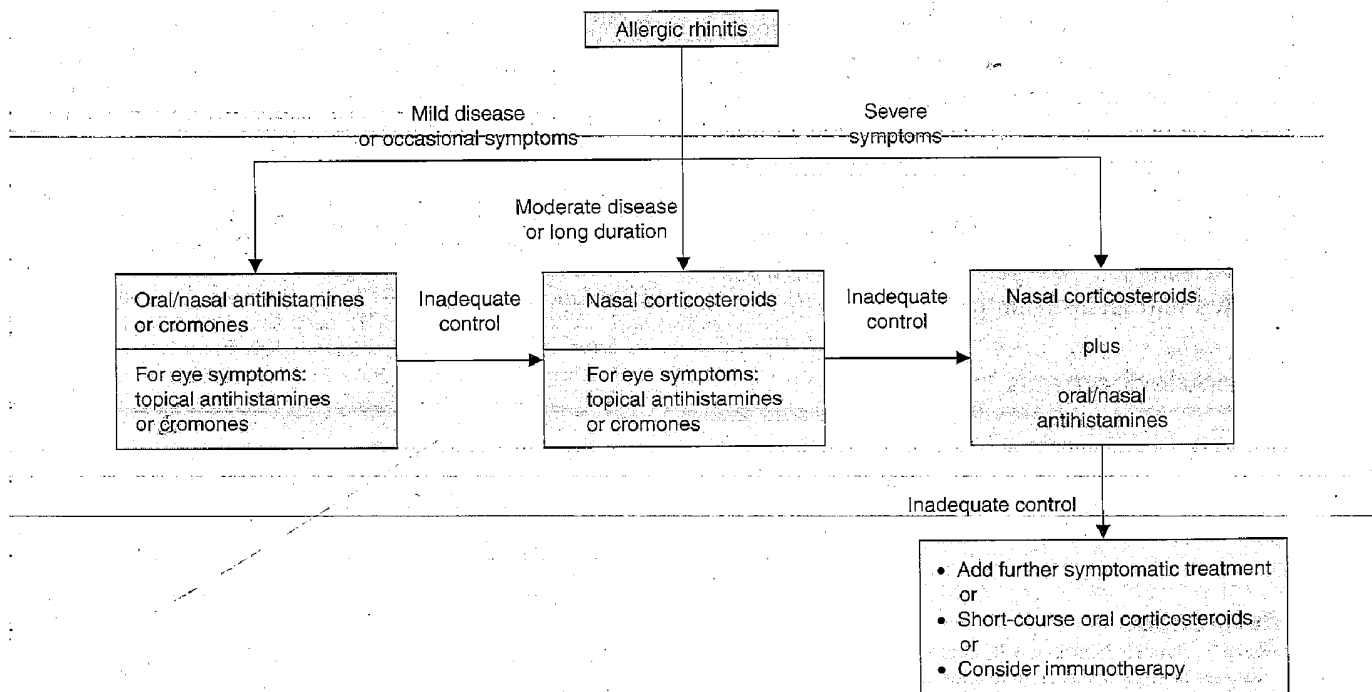 Allergic rhinitis
Mild disease
or occasional symptoms
Severe
symptoms
Moderate disease
or long duration
Oral/nasal antihistamines
or cromones
For eye symptoms:
topical antihistamines
or cromones
Inadequate
control
Nasal corticosteroids
For eye symptoms:
topical antihistamines
or cromones
Inadequate
control
Nasal corticosteroids
plus
oral/nasal
antihistamines
Inadequate control
• Add further symptomatic treatment
or
• Short-course oral corticosteroids
or
• Consider immunotherapy